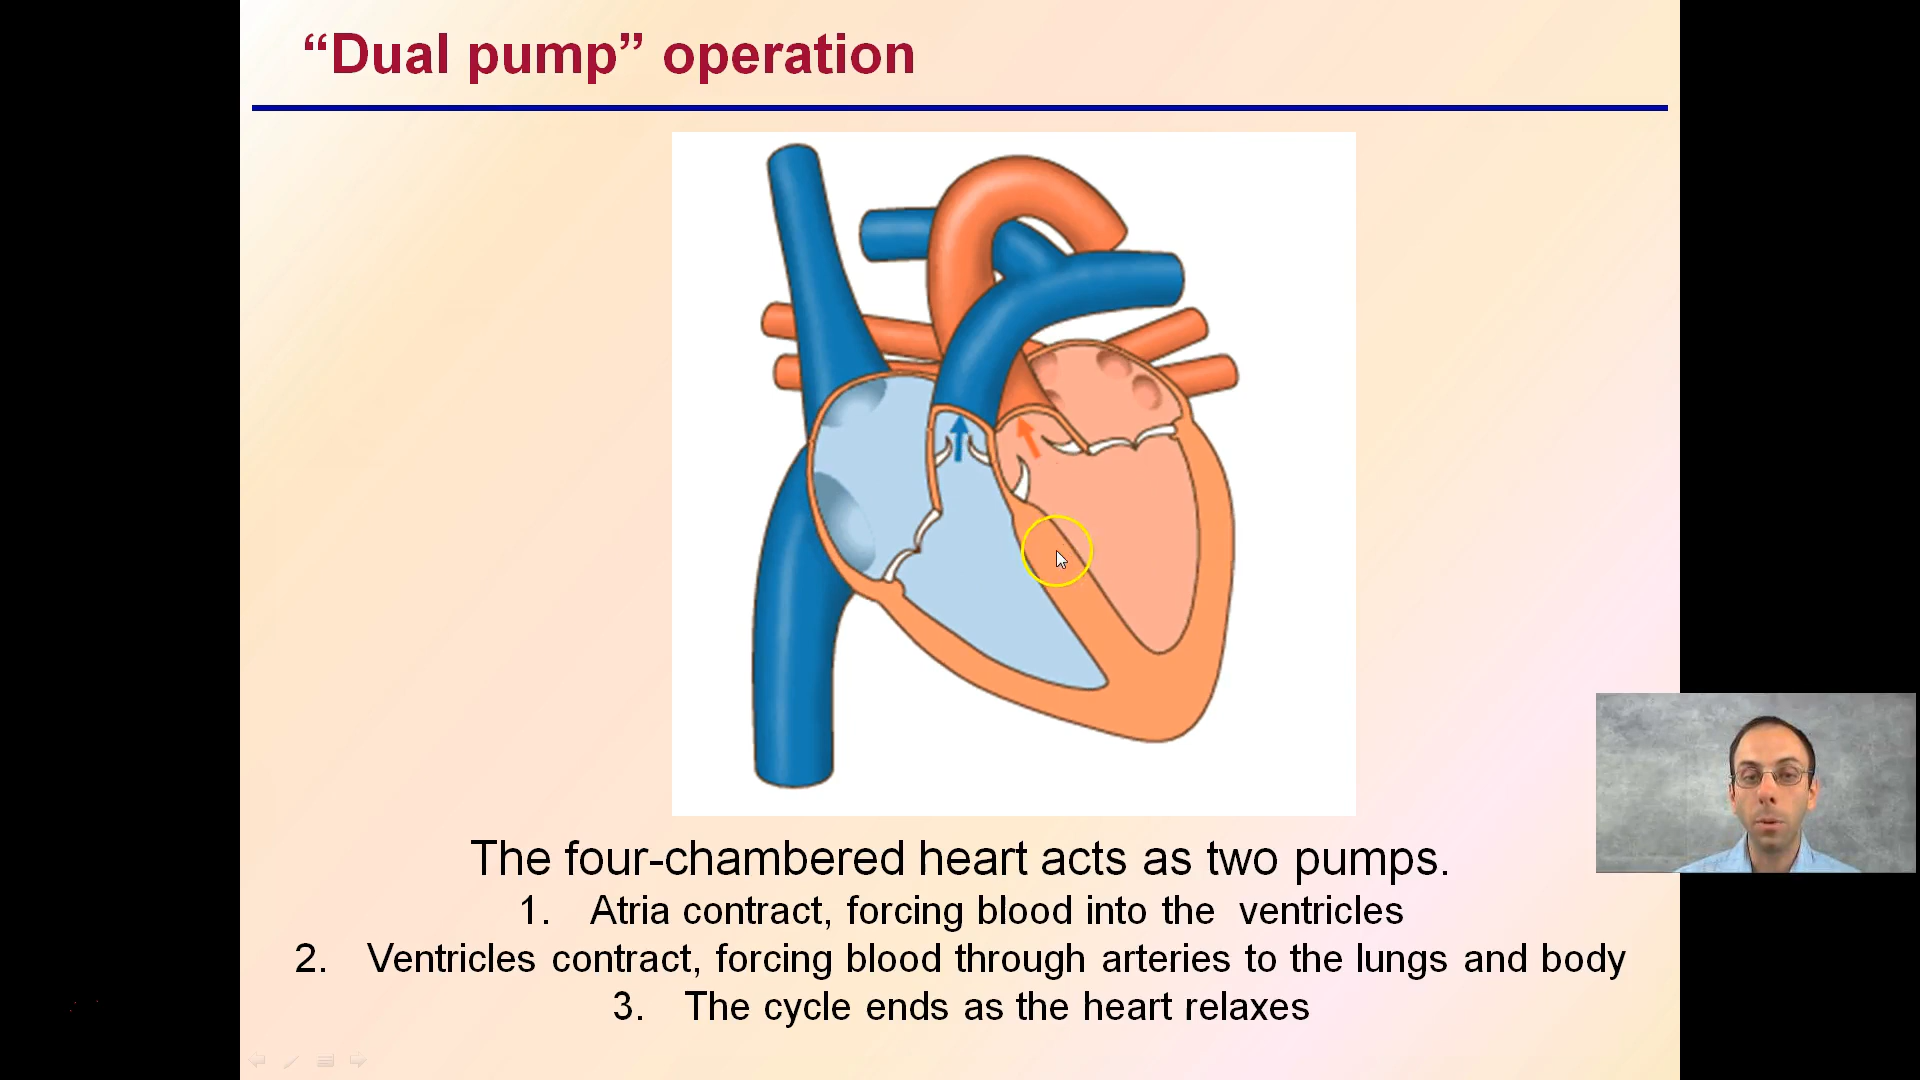 “Dual pump” operation
The four-chambered heart acts as two pumps.
1. Atria contract, forcing blood into the ventricles
2. Ventricles contract, forcing blood through arteries to the lungs and body
3. The cycle ends as the heart relaxes